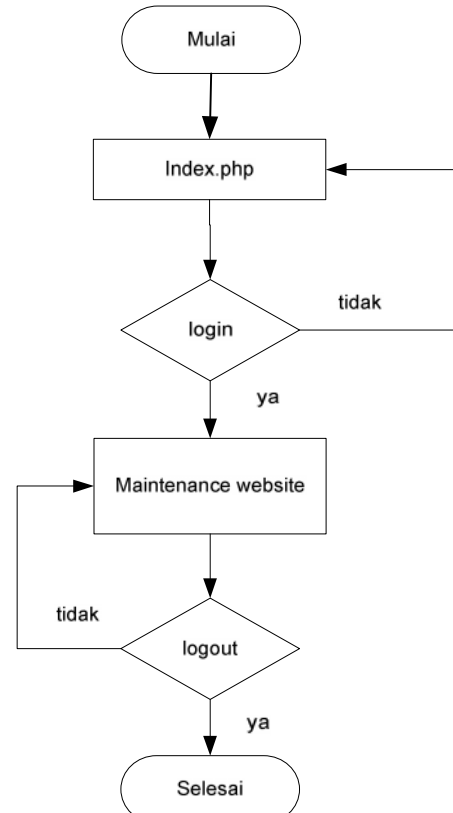 Mulai
Index.php
login
tidak
ya
Maintenance website
tidak
logout
ya
Selesai